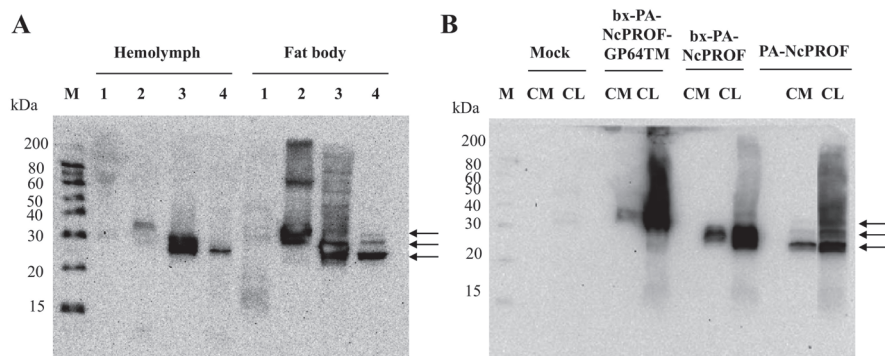 A
Hemolymph Fat body
kDa M 1 2 3 4 1 2 3 4
200
80
60
50
40
30
20
15
B
Mock bx-PA-NcPROF-GP64TM bx-PA-NcPROF PA-NcPROF
kDa M CM CL CM CL CM CL CM CL
200
80
60
50
40
30
20
15